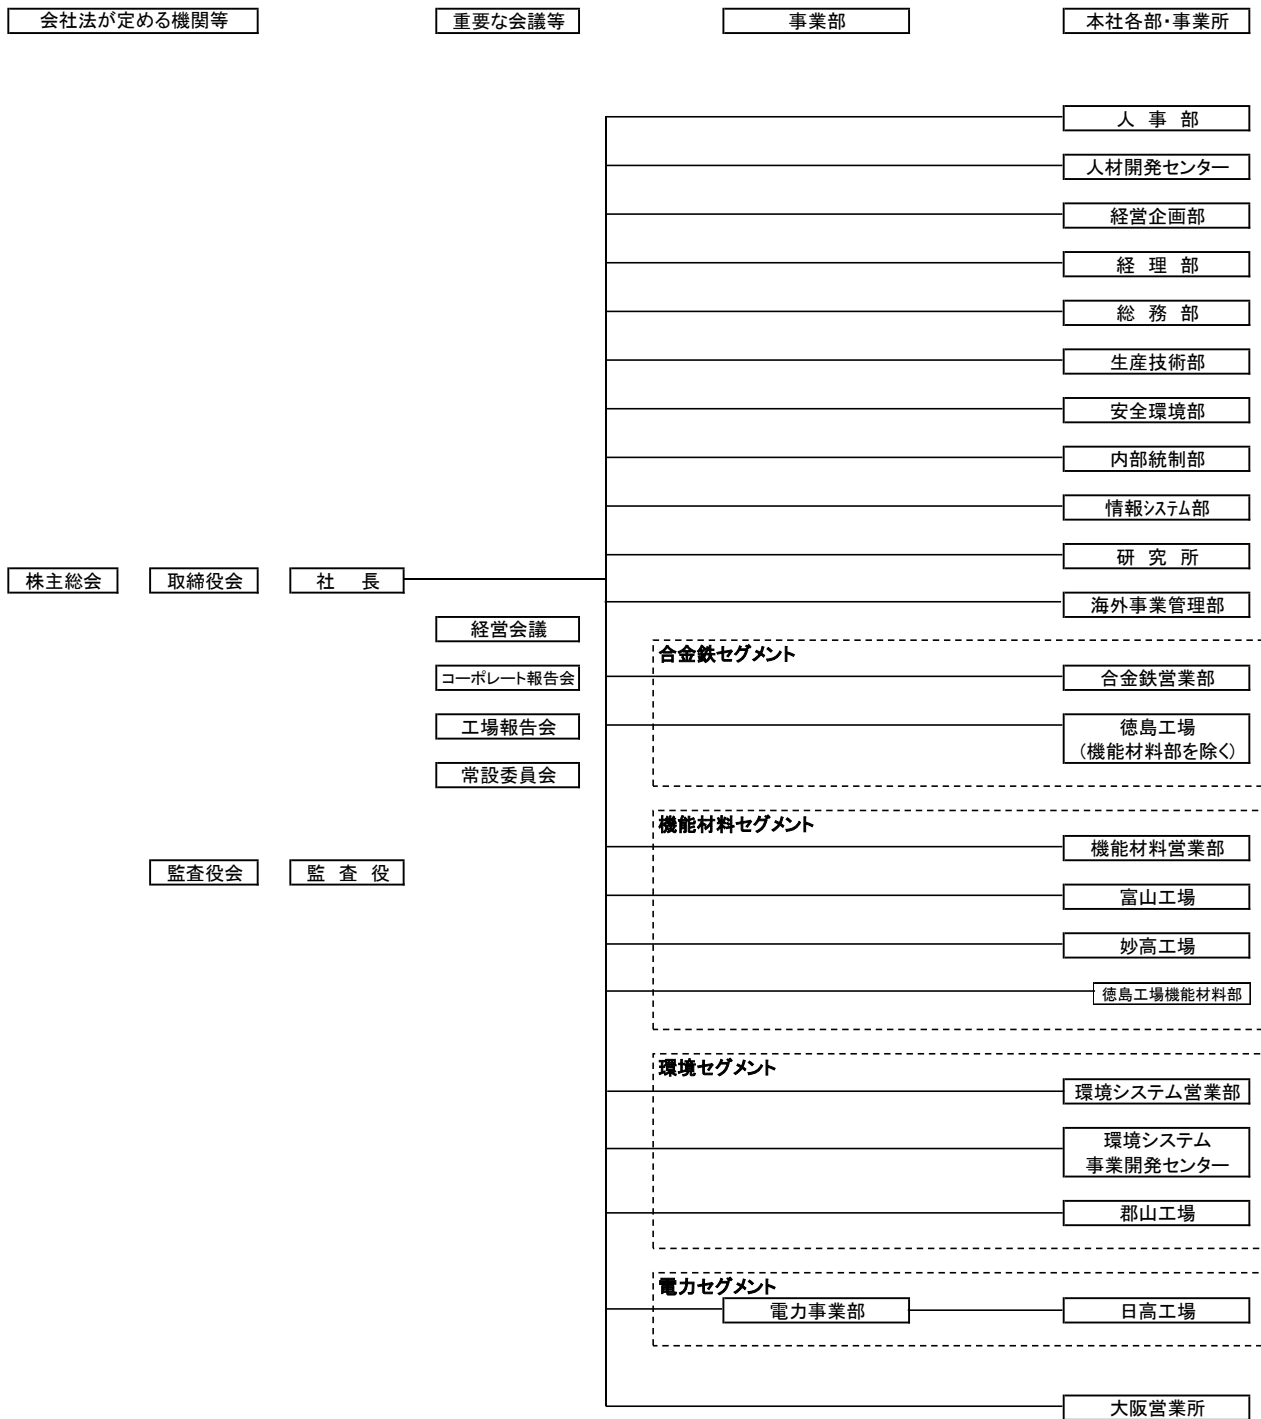 会社法が定める機関等
重要な会議等
事業部
本社各部・事業所
人 事 部
人材開発センター
経営企画部
経 理 部
総 務 部
生産技術部
安全環境部
内部統制部
情報システム部
研 究 所
株主総会
取締役会
社 長
海外事業管理部
経営会議
合金鉄セグメント
コーポレート報告会
合金鉄営業部
工場報告会
徳島工場
(機能材料部を除く)
常設委員会
機能材料セグメント
機能材料営業部
監査役会
監 査 役
富山工場
妙高工場
徳島工場機能材料部
環境セグメント
環境システム営業部
環境システム
事業開発センター
郡山工場
電力セグメント
電力事業部
日高工場
大阪営業所